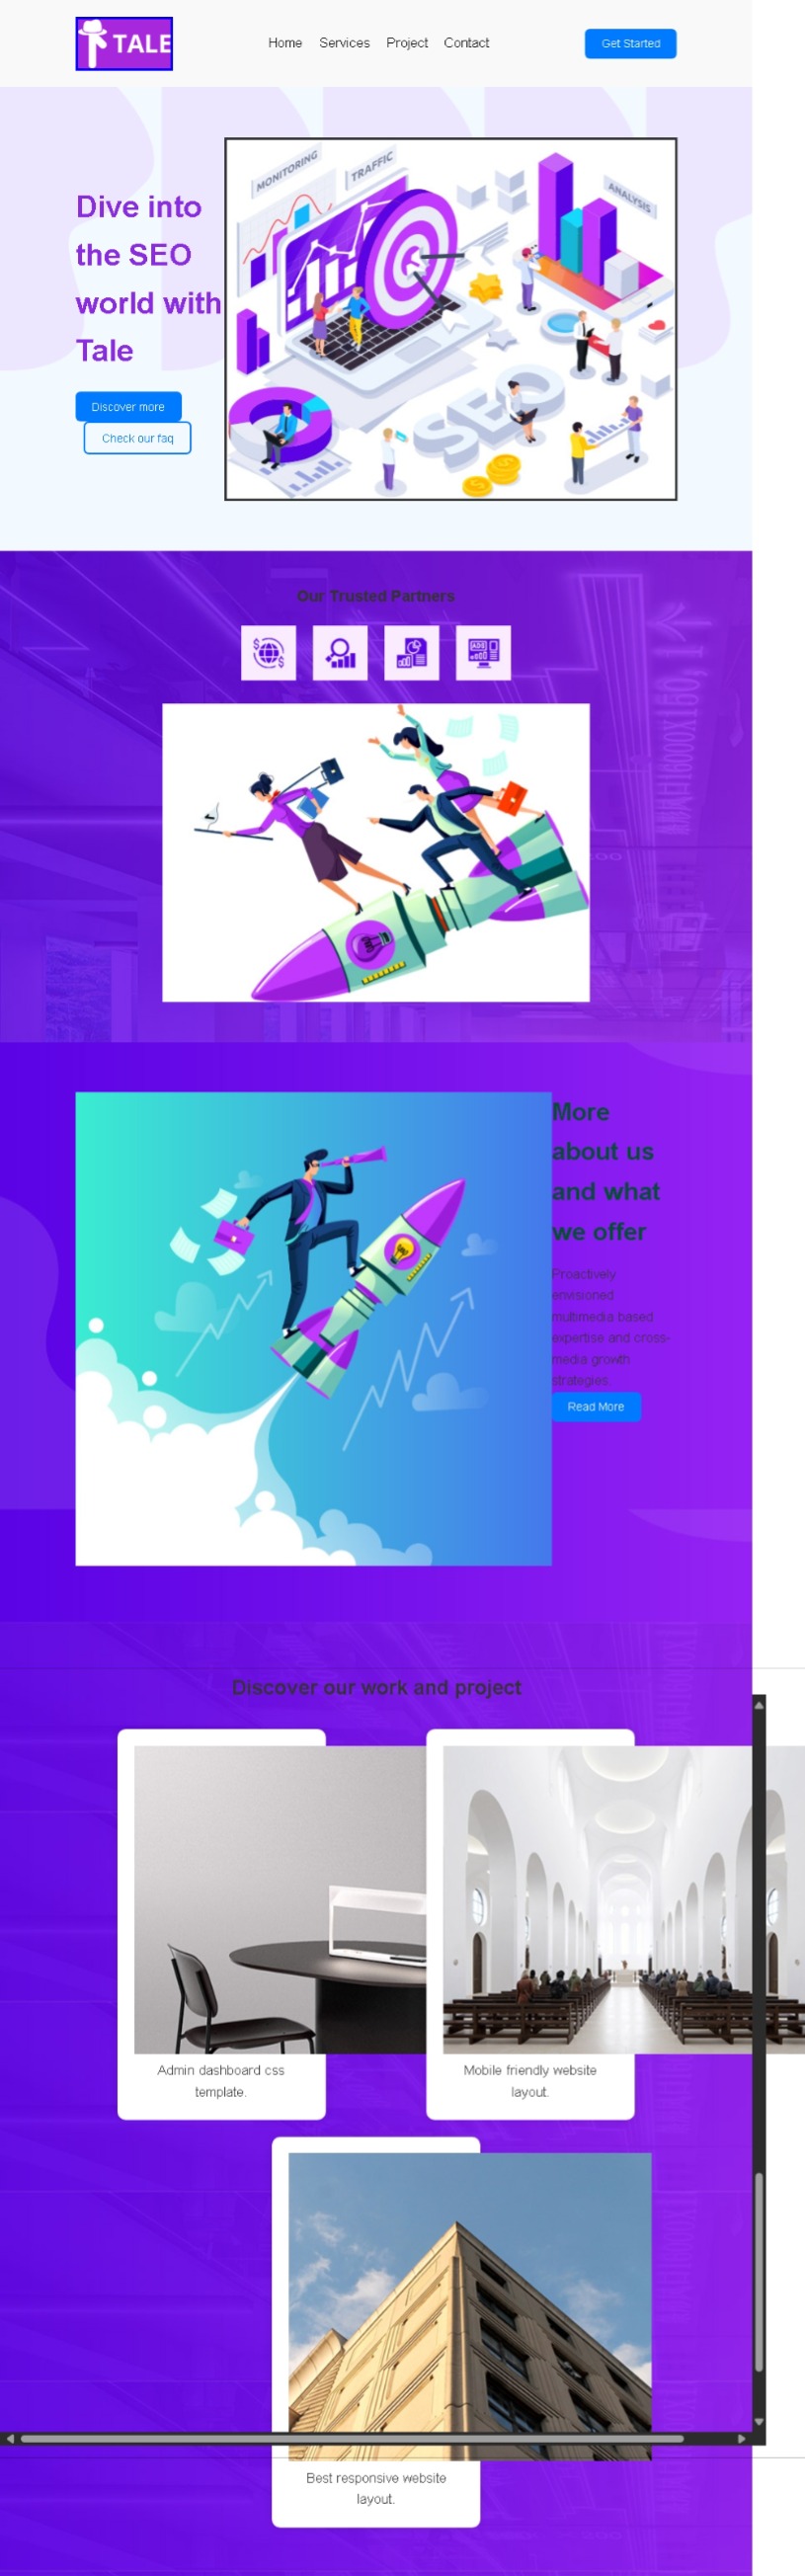 TALE
Home Services Project Contact
Get Started
Dive into
the SEO
world with
Tale
Discover more
Check our faq
MONITORING
TRAFFIC
ANALYSIS
SEO
Our Trusted Partners
ADS
More
about us
and what
we offer
Proactively
envisioned
multimedia based
expertise and cross-
media growth
strategies.
Read More
Discover our work and project
Admin dashboard css
template.
Mobile friendly website
layout.
Best responsive website
layout.